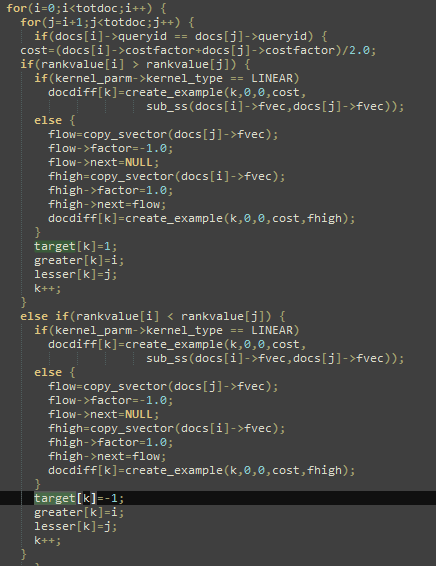 for(i=0;i<totdoc;i++) {
  for(j=i+1;j<totdoc;j++) {
    if(docs[i]->queryid == docs[j]->queryid) {
  cost=(docs[i]->costfactor+docs[j]->costfactor)/2.0;
  if(rankvalue[i] > rankvalue[j]) {
    if(kernel_parm->kernel_type == LINEAR)
      docdiff[k]=create_example(k,0,0,cost,
                   sub_ss(docs[i]->fvec,docs[j]->fvec));
    else {
      flow=copy_svector(docs[j]->fvec);
      flow->factor=-1.0;
      flow->next=NULL;
      fhigh=copy_svector(docs[i]->fvec);
      fhigh->factor=1.0;
      fhigh->next=flow;
      docdiff[k]=create_example(k,0,0,cost,fhigh);
    }
    target[k]=1;
    greater[k]=i;
    lesser[k]=j;
    k++;
  }
  else if(rankvalue[i] < rankvalue[j]) {
    if(kernel_parm->kernel_type == LINEAR)
      docdiff[k]=create_example(k,0,0,cost,
                   sub_ss(docs[i]->fvec,docs[j]->fvec));
    else {
      flow=copy_svector(docs[j]->fvec);
      flow->factor=-1.0;
      flow->next=NULL;
      fhigh=copy_svector(docs[i]->fvec);
      fhigh->factor=1.0;
      fhigh->next=flow;
      docdiff[k]=create_example(k,0,0,cost,fhigh);
    }
    target[k]=-1;
    greater[k]=i;
    lesser[k]=j;
    k++;
  }
    }